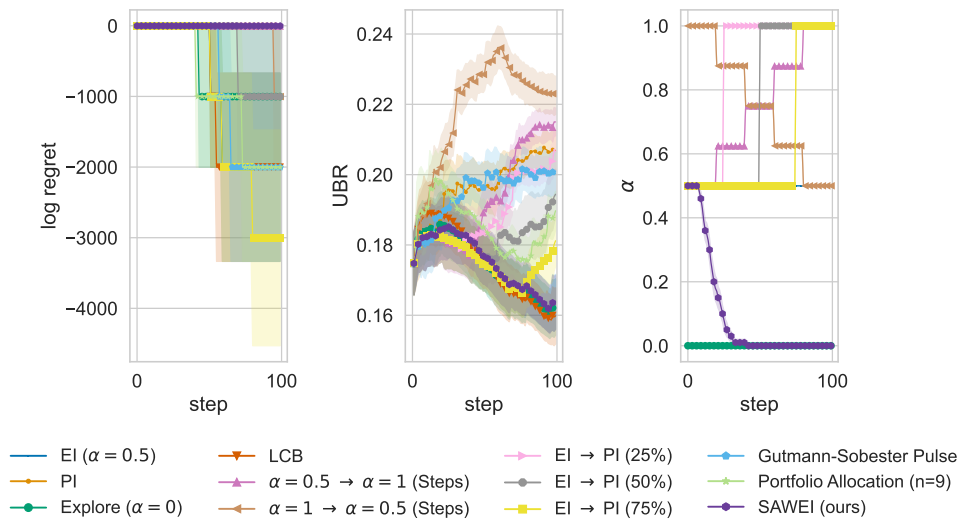 0
−1000
−2000
−3000
−4000
log regret
0
100
step
0.24
0.22
0.20
0.18
0.16
UBR
0
100
step
1.0
0.8
0.6
0.4
0.2
0.0
α
0
100
step
EI (α = 0.5)
PI
Explore (α = 0)
LCB
α = 0.5 → α = 1 (Steps)
α = 1 → α = 0.5 (Steps)
EI → PI (25%)
EI → PI (50%)
EI → PI (75%)
Gutmann-Sobester Pulse
Portfolio Allocation (n=9)
SAWEI (ours)